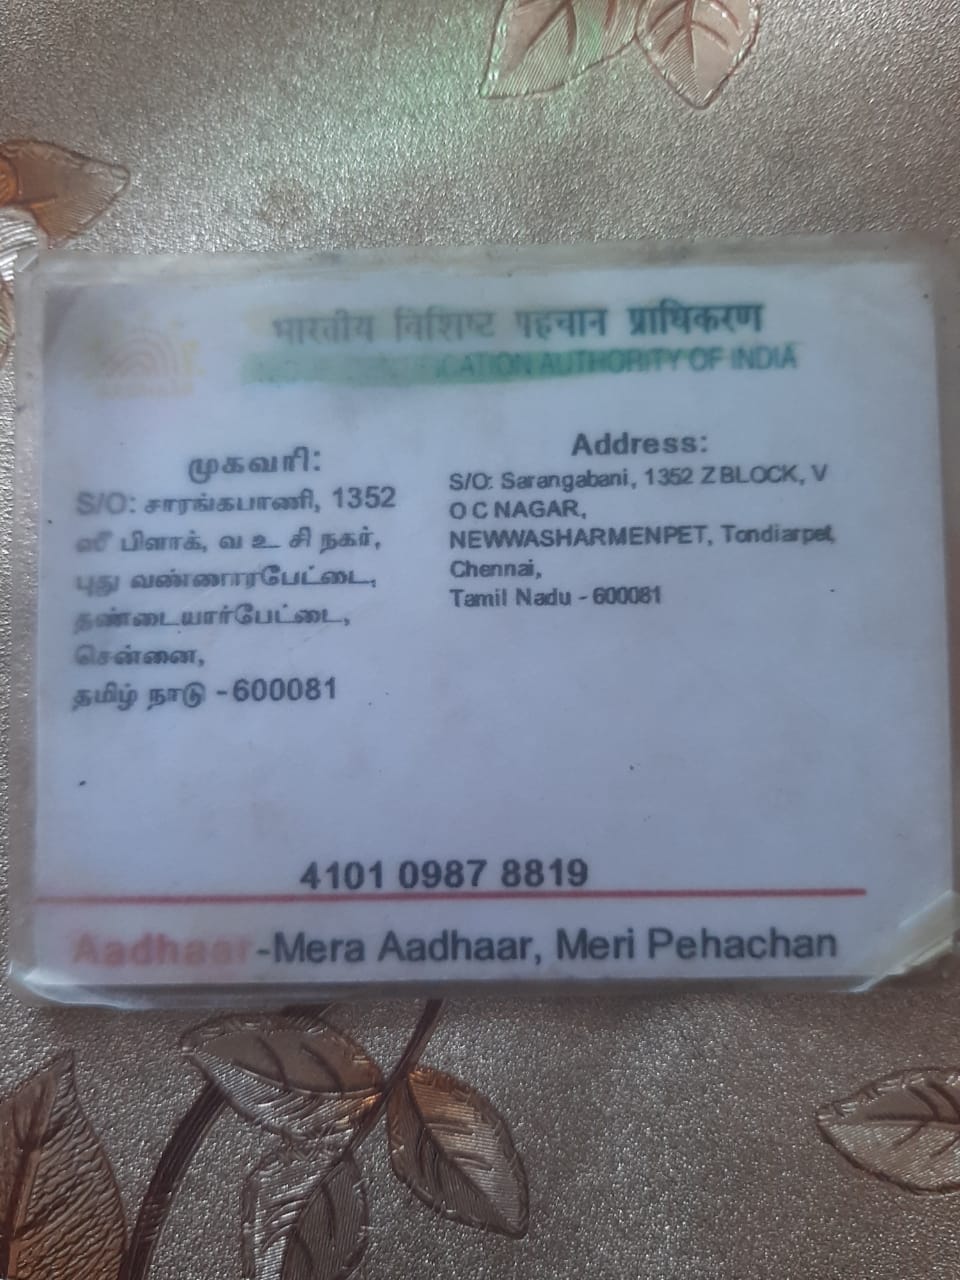 भारतीय विशिष्ट पहचान प्राधिकरण
AUTHORITY OF INDIA
முகவரி:
S/O: சாரங்கபாணி, 1352
ஸீ பிளாக், வ உ சி நகர்,
புது வண்ணாரபேட்டை,
தண்டையார்பேட்டை,
சென்னை,
தமிழ் நாடு - 600081
Address:
S/O: Sarangabani, 1352 Z BLOCK, V
O C NAGAR,
NEWWASHARMENPET, Tondiarpet,
Chennai,
Tamil Nadu - 600081
4101 0987 8819
Aadhaar-Mera Aadhaar, Meri Pehachan